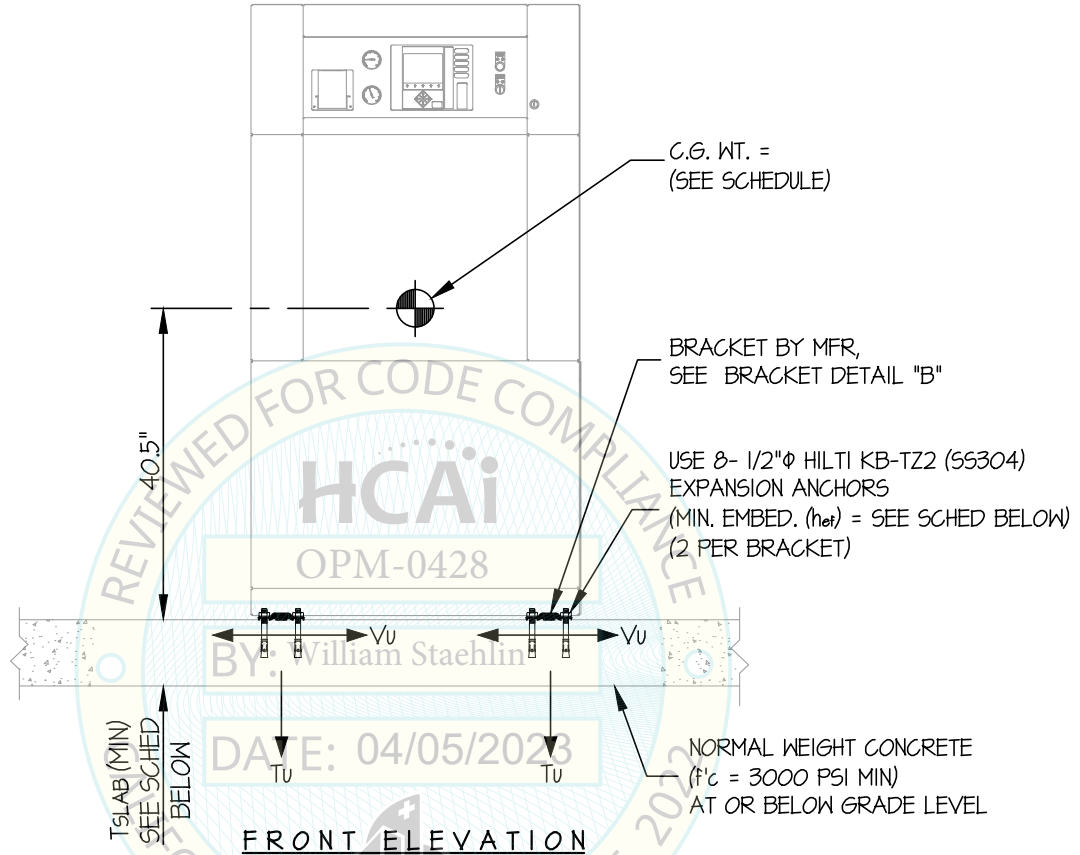 C.G. WT. =
(SEE SCHEDULE)
BRACKET BY MFR,
SEE BRACKET DETAIL "B"
40.5"
USE 8- 1/2"Φ HILTI KB-TZ2 (SS304)
EXPANSION ANCHORS
(MIN. EMBED. (hef) = SEE SCHED BELOW)
(2 PER BRACKET)
REVIEWED FOR CODE COMPLIANCE
HCAi
OPM-0428
Vu
Vu
BY: William Staehlin
DATE: 04/05/2023
Tu
Tu
TSLAB (MIN)
SEE SCHED
BELOW
NORMAL WEIGHT CONCRETE
(f'c = 3000 PSI MIN)
AT OR BELOW GRADE LEVEL
2022
FRONT ELEVATION